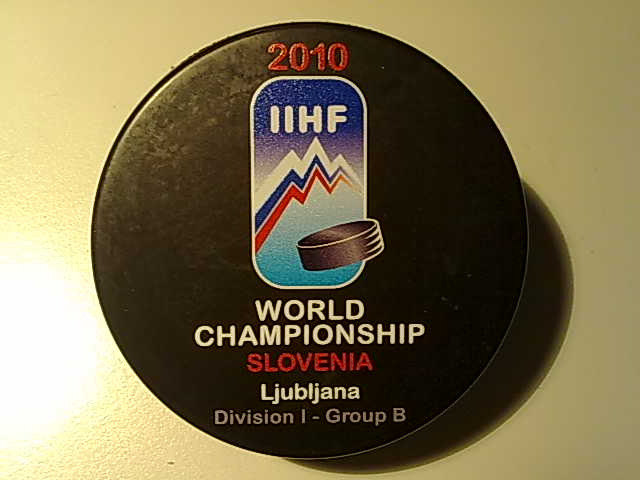 2010
IIHF
WORLD
CHAMPIONSHIP
SLOVENIA
Ljubljana
Division I - Group B